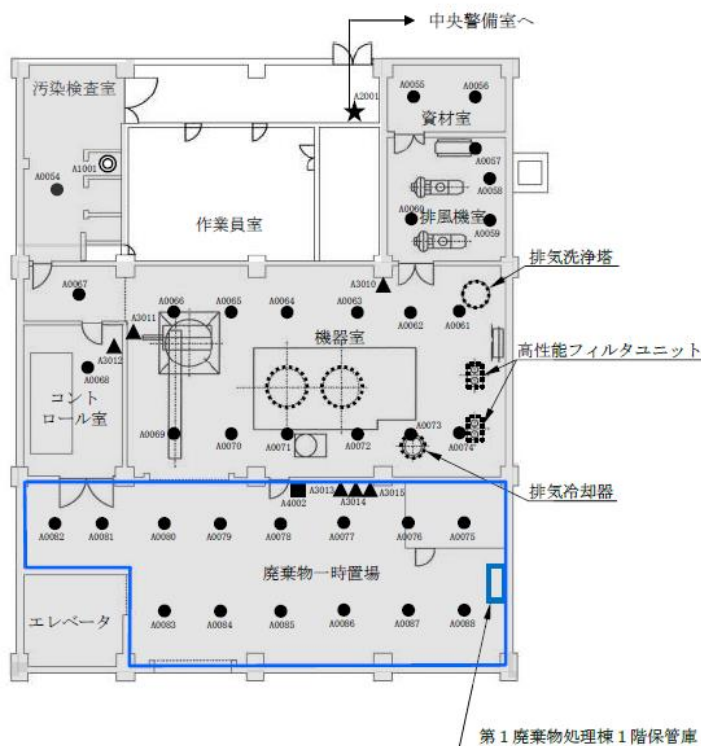 中央警備室へ
汚染検査室
A2001
A0055
A0056
資材室
A1001
A0054
A0057
A0058
作業員室
A0060
排風機室
A0059
排気洗浄塔
A0067
A3010
A0066
A0065
A0064
A0063
A0062
A0061
A3011
機器室
A3012
高性能フィルタユニット
A0068
コント
ロール室
A0069
A0070
A0071
A0072
A0073
A0074
A4002
A3013
A3014
A3015
排気冷却器
A0082
A0081
A0080
A0079
A0078
A0077
A0076
A0075
廃棄物一時置場
エレベータ
A0083
A0084
A0085
A0086
A0087
A0088
第1廃棄物処理棟1階保管庫